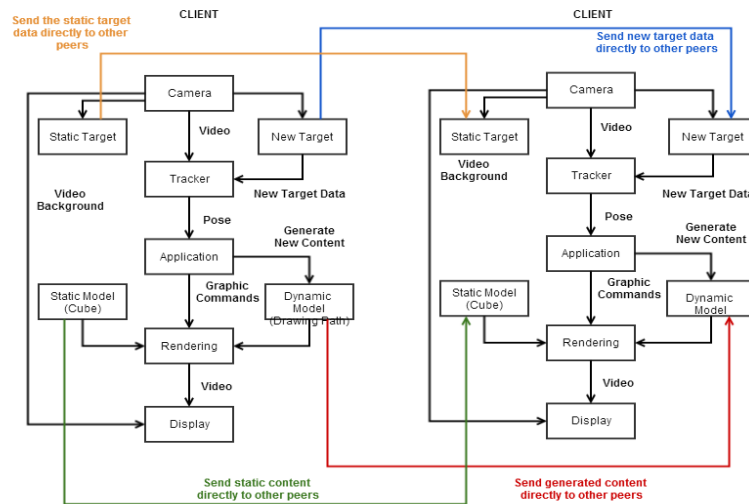 CLIENT
CLIENT
Send the static target
data directly to other
peers
Send new target data
directly to other peers
Camera
Static Target
Video
New Target
Video
Background
Tracker
New Target Data
Pose
Generate
New Content
Application
Graphic
Commands
Static Model
(Cube)
Dynamic
Model
(Drawing Path)
Rendering
Video
Display
Camera
Static Target
Video
New Target
Video
Background
Tracker
New Target Data
Pose
Generate
New Content
Application
Graphic
Commands
Static Model
(Cube)
Dynamic
Model
Rendering
Video
Display
Send static content
directly to other peers
Send generated content
directly to other peers